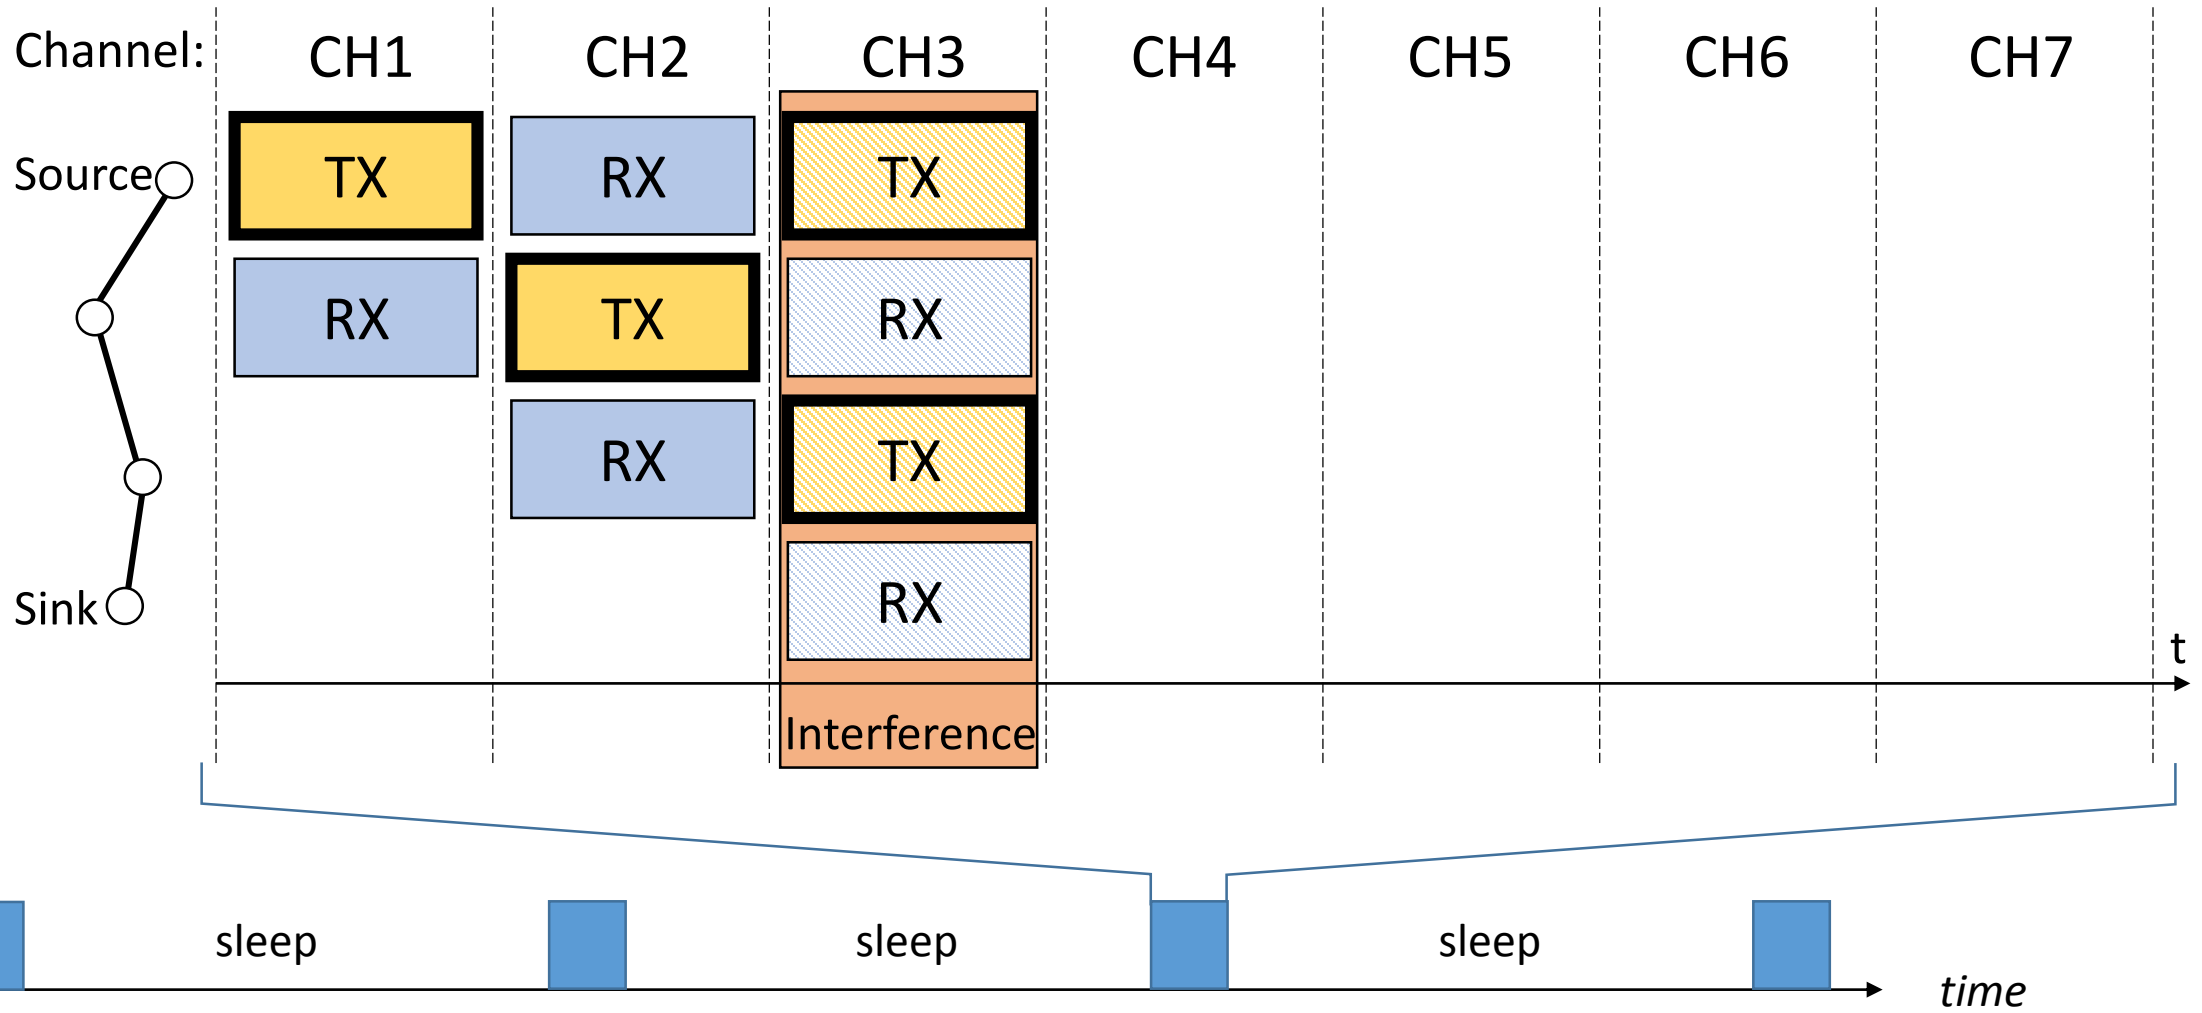 Channel: CH1 CH2 CH3 CH4 CH5 CH6 CH7
Source TX RX TX
RX TX RX
RX TX
Sink RX
t
Interference
sleep sleep sleep
time